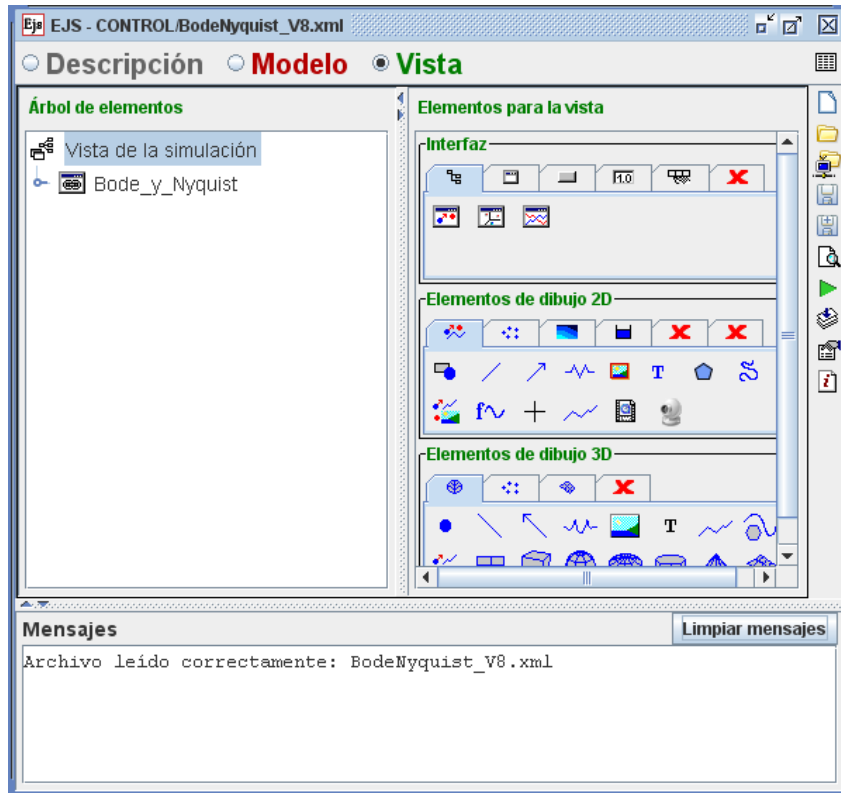 Ejs EJS - CONTROL/BodeNyquist_V8.xml
Descripción Modelo Vista
Árbol de elementos
Vista de la simulación
Bode_y_Nyquist
Elementos para la vista
Interfaz
1.0
Elementos de dibujo 2D
T
f
Elementos de dibujo 3D
T
i
Mensajes
Limpiar mensajes
Archivo leído correctamente: BodeNyquist_V8.xml